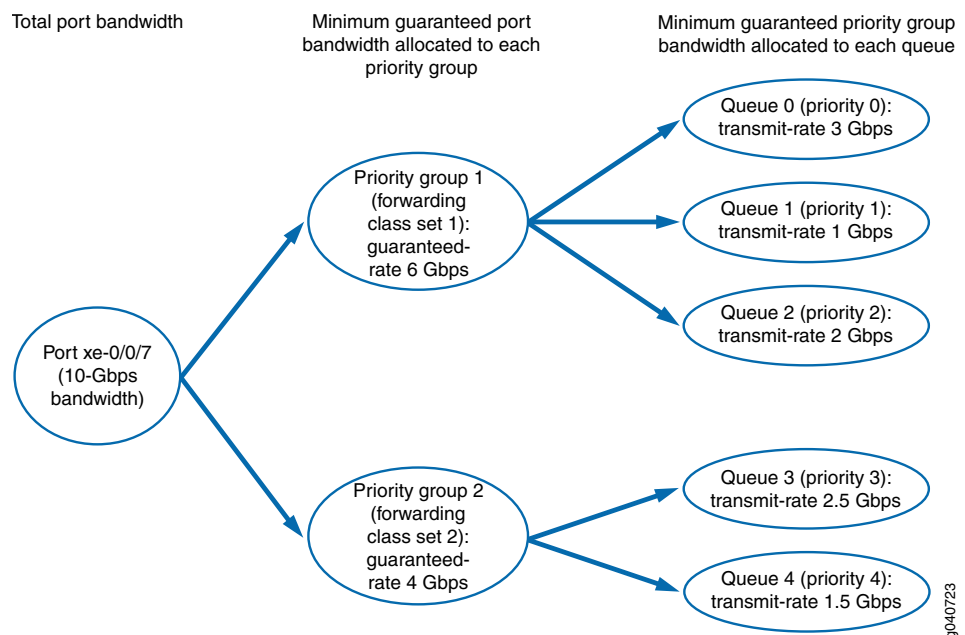 Total port bandwidth
Minimum guaranteed port
bandwidth allocated to each
priority group
Minimum guaranteed priority group
bandwidth allocated to each queue
Port xe-0/0/7
(10-Gbps
bandwidth)
Priority group 1
(forwarding
class set 1):
guaranteed-
rate 6 Gbps
Queue 0 (priority 0):
transmit-rate 3 Gbps
Queue 1 (priority 1):
transmit-rate 1 Gbps
Queue 2 (priority 2):
transmit-rate 2 Gbps
Priority group 2
(forwarding
class set 2):
guaranteed-
rate 4 Gbps
Queue 3 (priority 3):
transmit-rate 2.5 Gbps
Queue 4 (priority 4):
transmit-rate 1.5 Gbps
g040723